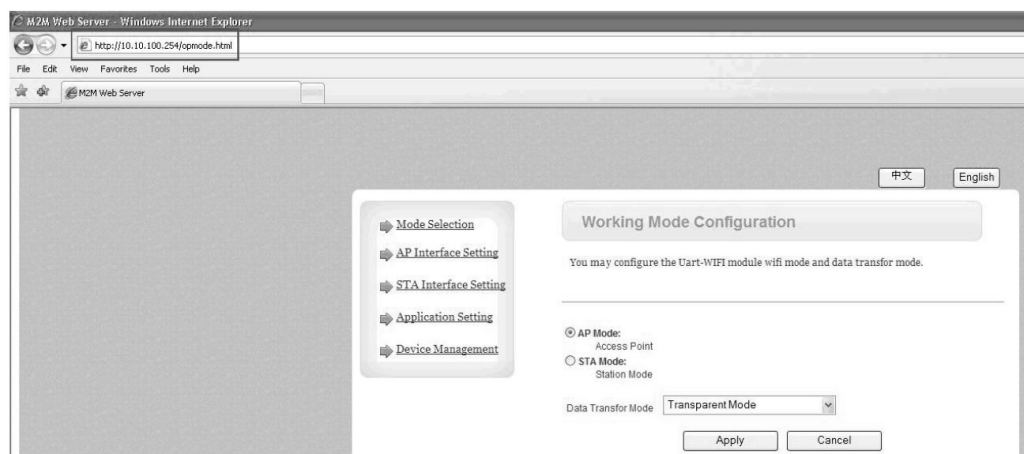 M2M Web Server - Windows Internet Explorer
http://10.10.100.254/opmode.html
File Edit View Favorites Tools Help
M2M Web Server
中文 English
Mode Selection
AP Interface Setting
STA Interface Setting
Application Setting
Device Management
Working Mode Configuration
You may configure the Uart-WIFI module wifi mode and data transfor mode.
AP Mode:
Access Point
STA Mode:
Station Mode
Data Transfor Mode Transparent Mode
Apply Cancel